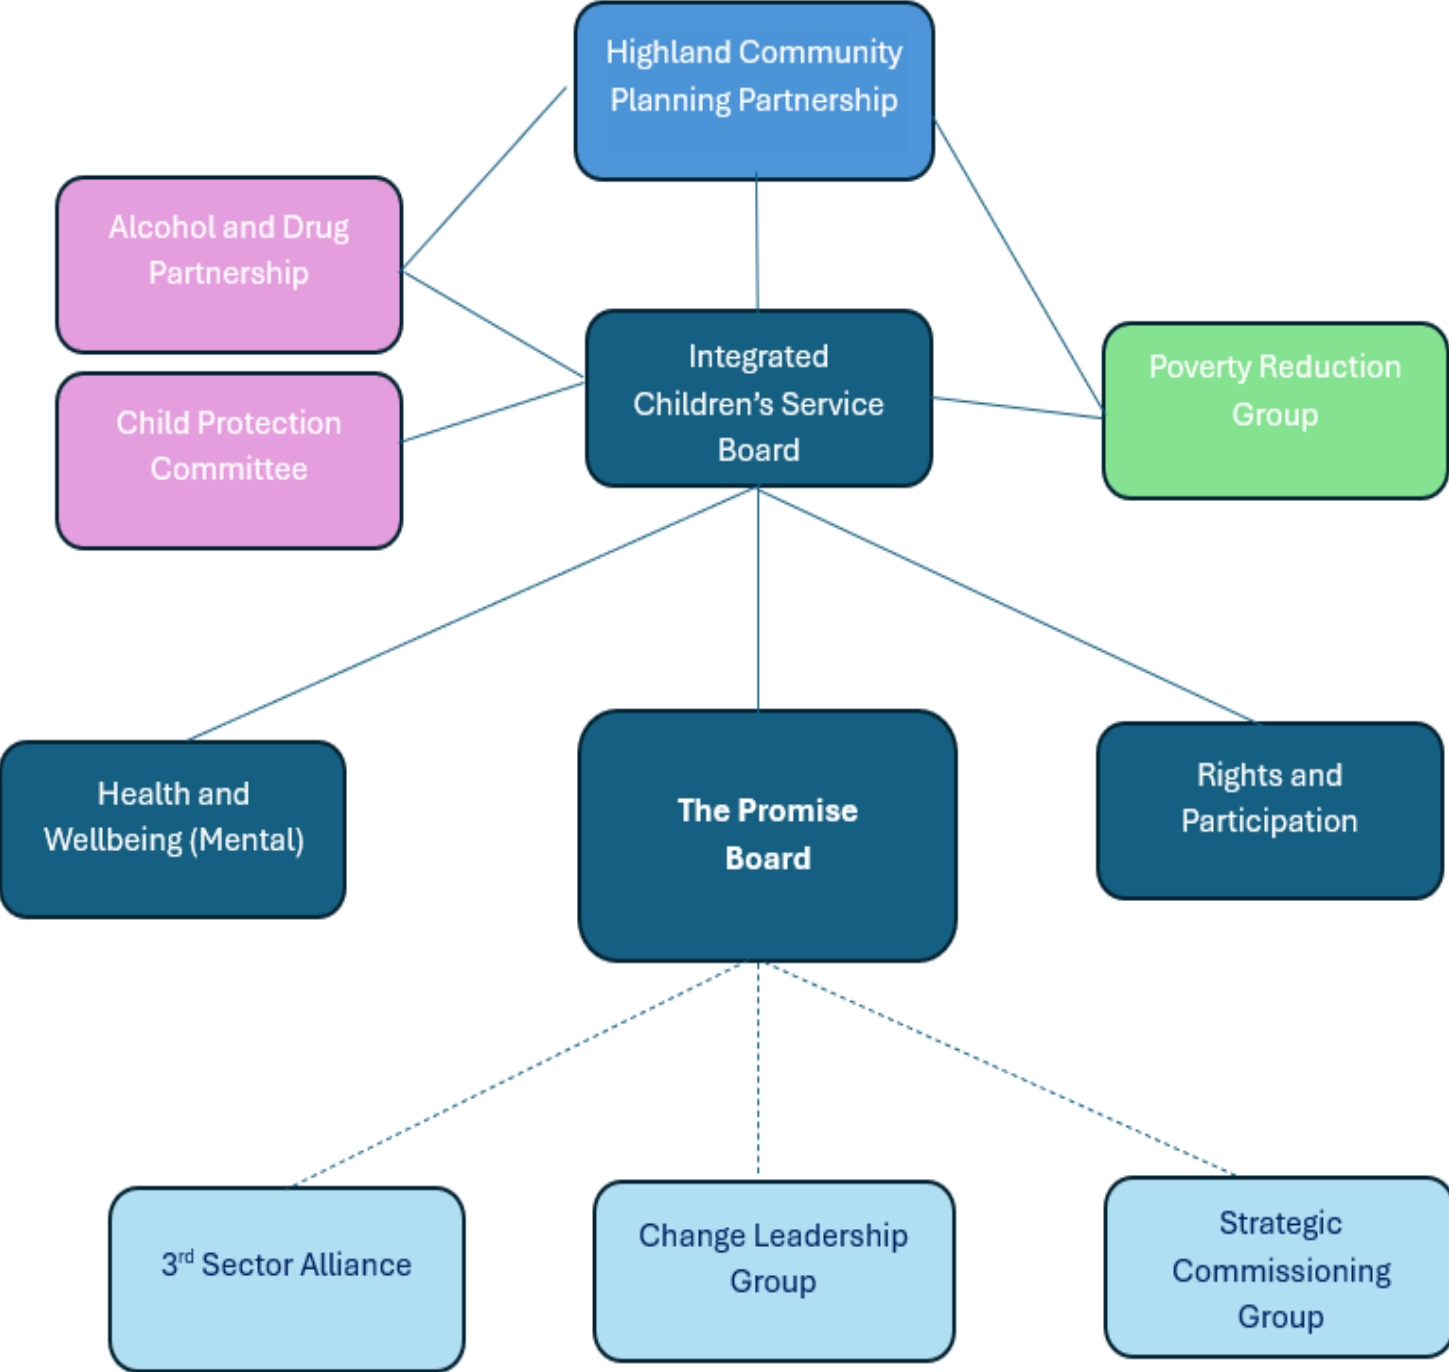 Highland Community
Planning Partnership
Alcohol and Drug
Partnership
Integrated
Children’s Service
Board
Poverty Reduction
Group
Child Protection
Committee
Health and
Wellbeing (Mental)
The Promise
Board
Rights and
Participation
3rd Sector Alliance
Change Leadership
Group
Strategic
Commissioning
Group